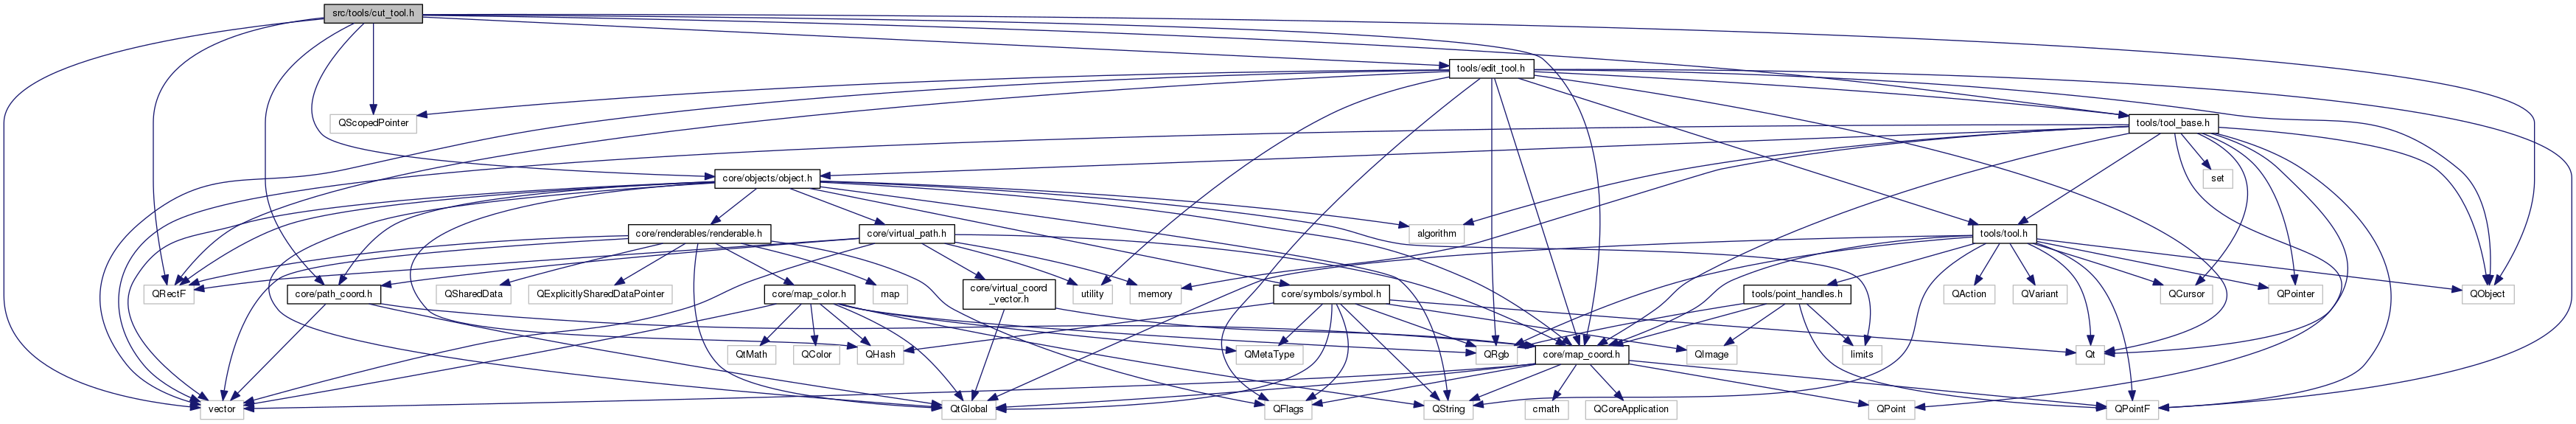 src/tools/cut_tool.h
tools/edit_tool.h
QScopedPointer
tools/tool_base.h
core/objects/object.h
set
core/renderables/renderable.h
core/virtual_path.h
algorithm
tools/tool.h
QRectF
core/path_coord.h
QSharedData
QExplicitlySharedDataPointer
core/map_color.h
map
core/virtual_coord
_vector.h
utility
memory
core/symbols/symbol.h
tools/point_handles.h
QAction
QVariant
QCursor
QPointer
QObject
QtMath
QColor
QHash
QMetaType
QRgb
core/map_coord.h
QImage
limits
Qt
vector
QtGlobal
QFlags
QString
cmath
QCoreApplication
QPoint
QPointF